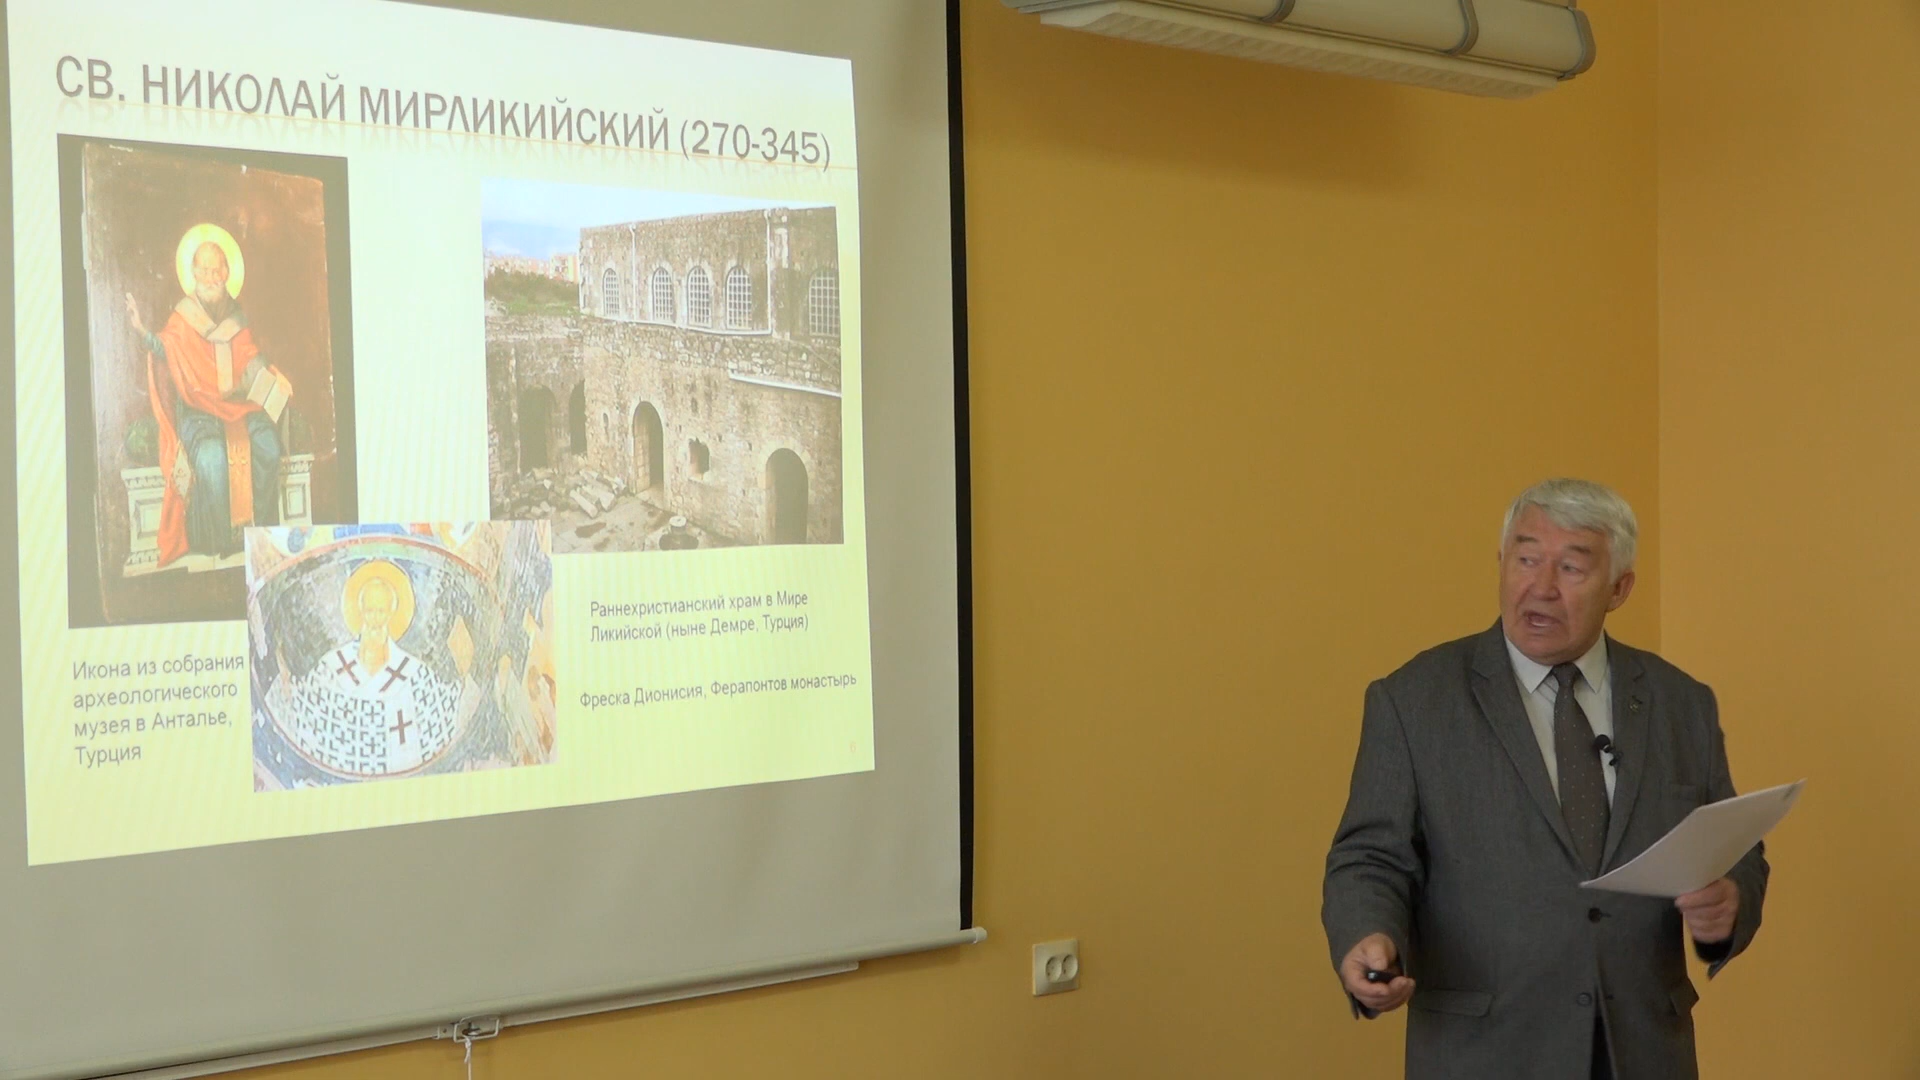 СВ. НИКОЛАЙ МИРЛИКИЙСКИЙ (270-345)
Раннехристианский храм в Мире
Ликийской (ныне Демре, Турция)
Икона из собрания
археологического
музея в Анталье,
Турция
Фреска Дионисия, Ферапонтов монастырь
6